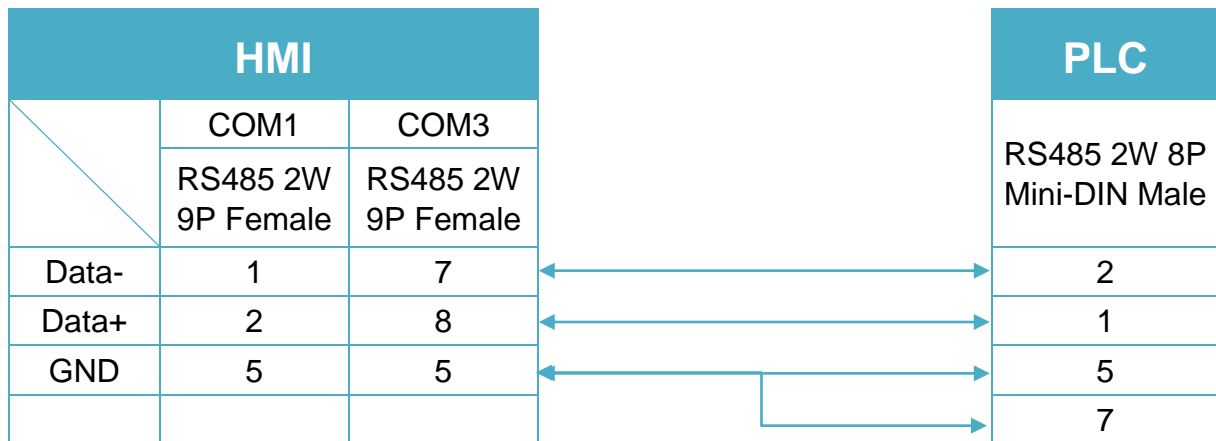 HMI PLC
COM1 COM3
RS485 2W 8P
Mini-DIN Male
RS485 2W RS485 2W
9P Female 9P Female
Data- 1 7 2
Data+ 2 8 1
GND 5 5 5
7